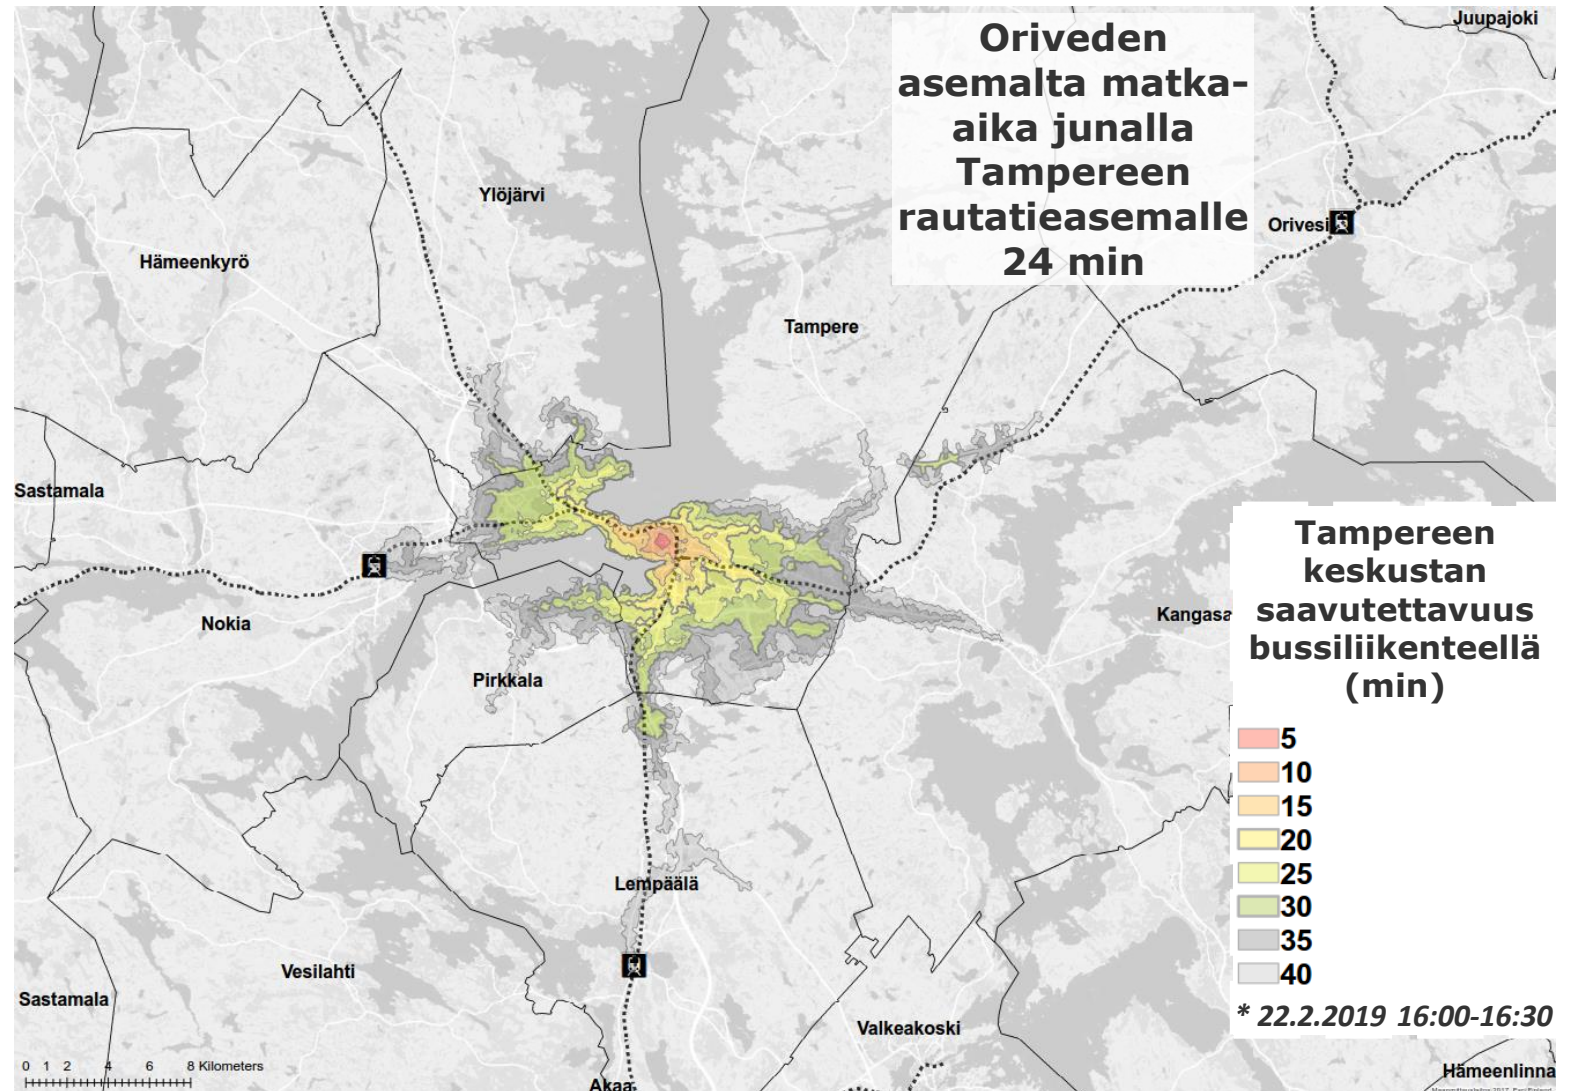 Juupajoki
Oriveden
asemalta matka-
aika junalla
Tampereen
rautatieasemalle
24 min
Ylöjärvi
Orivesi
Hämeenkyrö
Tampere
Sastamala
Tampereen
keskustan
saavutettavuus
bussiliikenteellä
(min)
Nokia
Kangasa
Pirkkala
5
10
15
20
25
30
35
40
Lempäälä
Vesilahti
Sastamala
* 22.2.2019 16:00-16:30
Valkeakoski
0 1 2 4 6 8 Kilometers
Akaa
Hämeenlinna